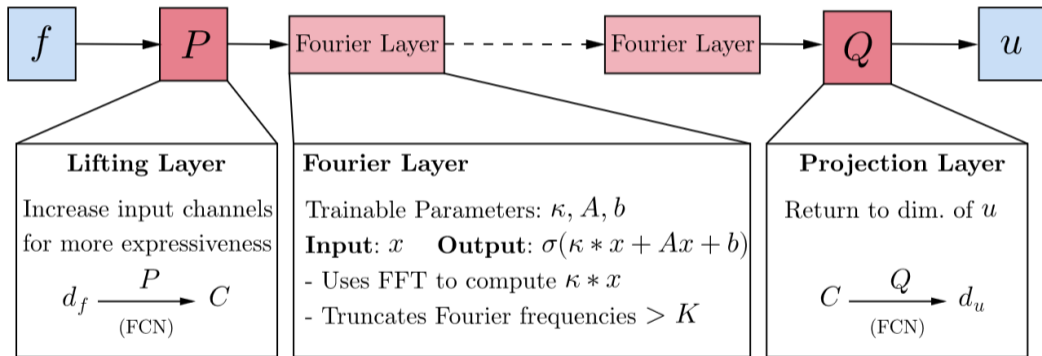 f
P
Fourier Layer
Fourier Layer
Q
u
Lifting Layer
Increase input channels
for more expressiveness
d_f P C
(FCN)
Fourier Layer
Trainable Parameters: κ, A, b
Input: x Output: σ(κ * x + Ax + b)
- Uses FFT to compute κ * x
- Truncates Fourier frequencies > K
Projection Layer
Return to dim. of u
C Q d_u
(FCN)